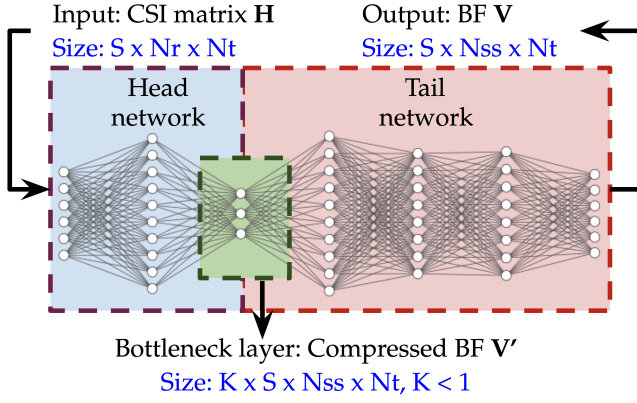 Input: CSI matrix H
Size: S x Nr x Nt
Output: BF V
Size: S x Nss x Nt
Head
network
Tail
network
Bottleneck layer: Compressed BF V'
Size: K x S x Nss x Nt, K < 1